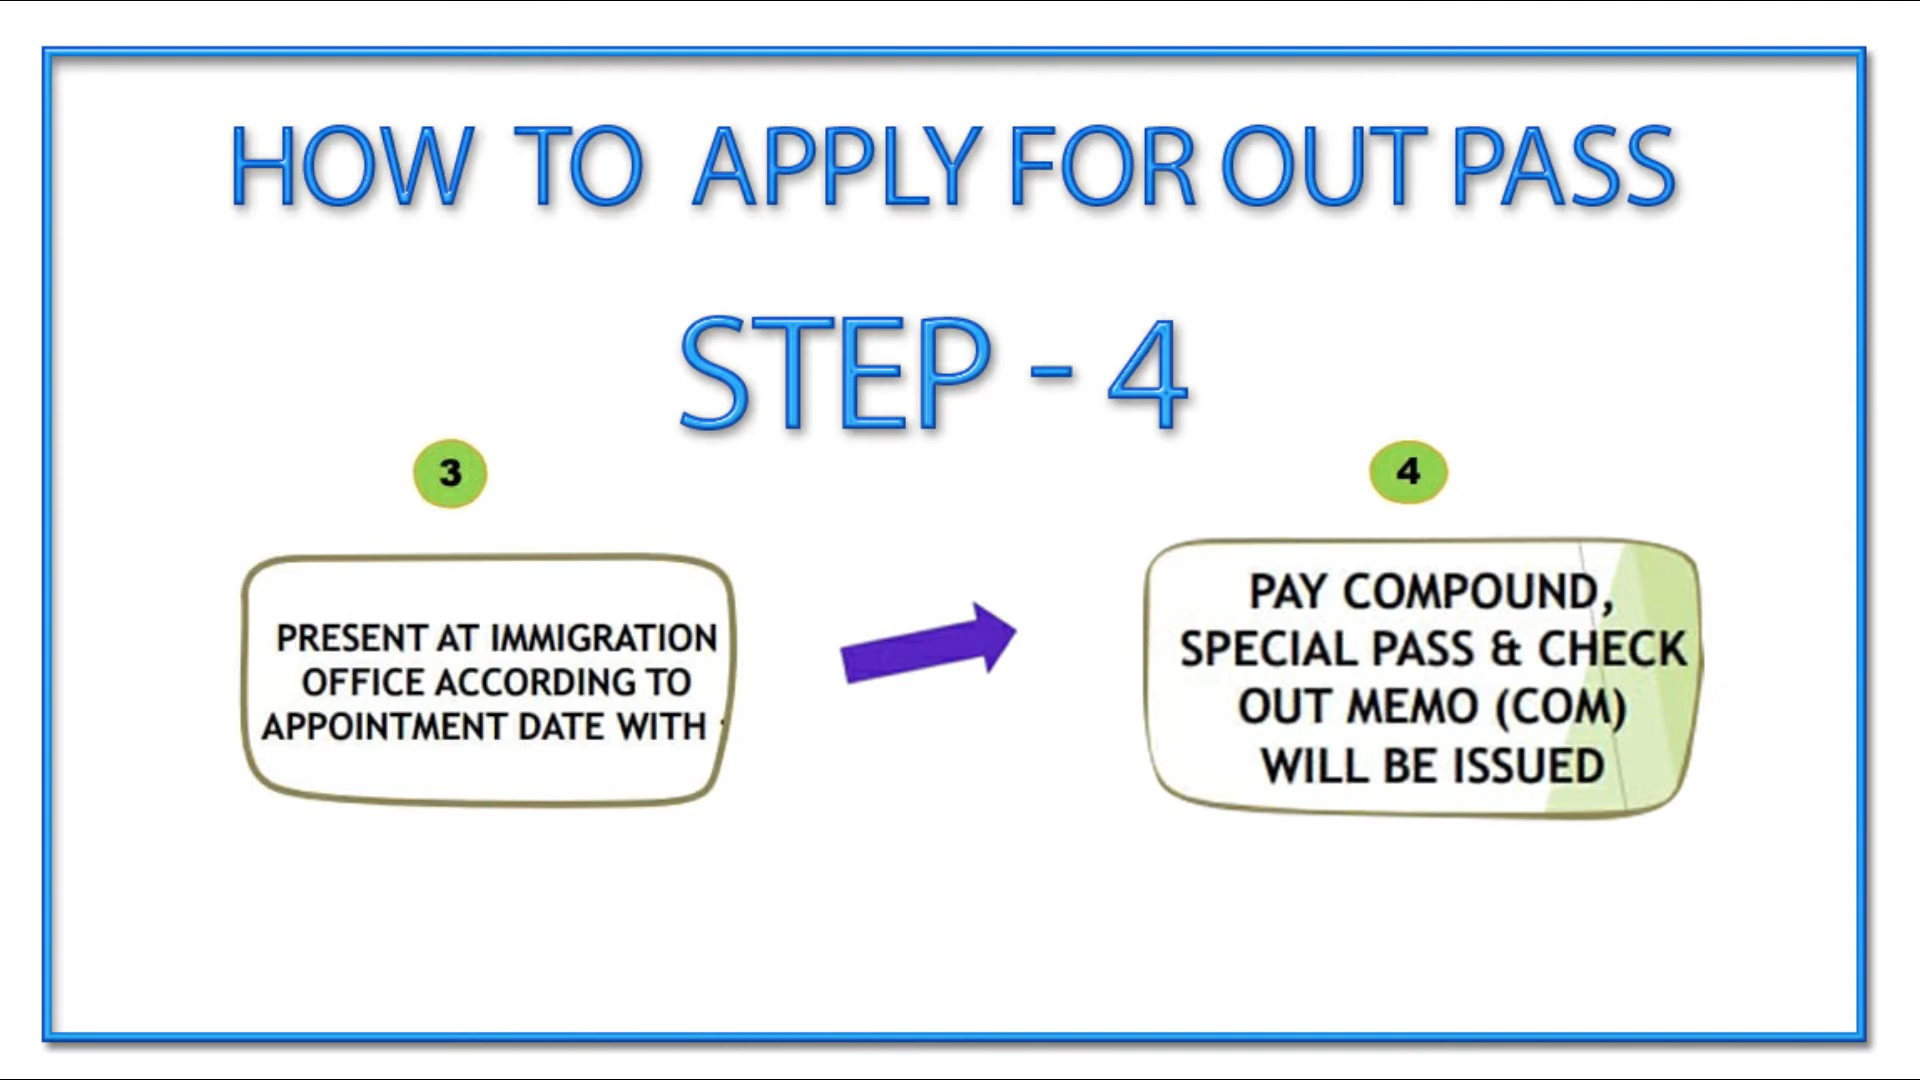 HOW TO APPLY FOR OUT PASS
STEP - 4
3
PRESENT AT IMMIGRATION
OFFICE ACCORDING TO
APPOINTMENT DATE WITH
4
PAY COMPOUND,
SPECIAL PASS & CHECK
OUT MEMO (COM)
WILL BE ISSUED